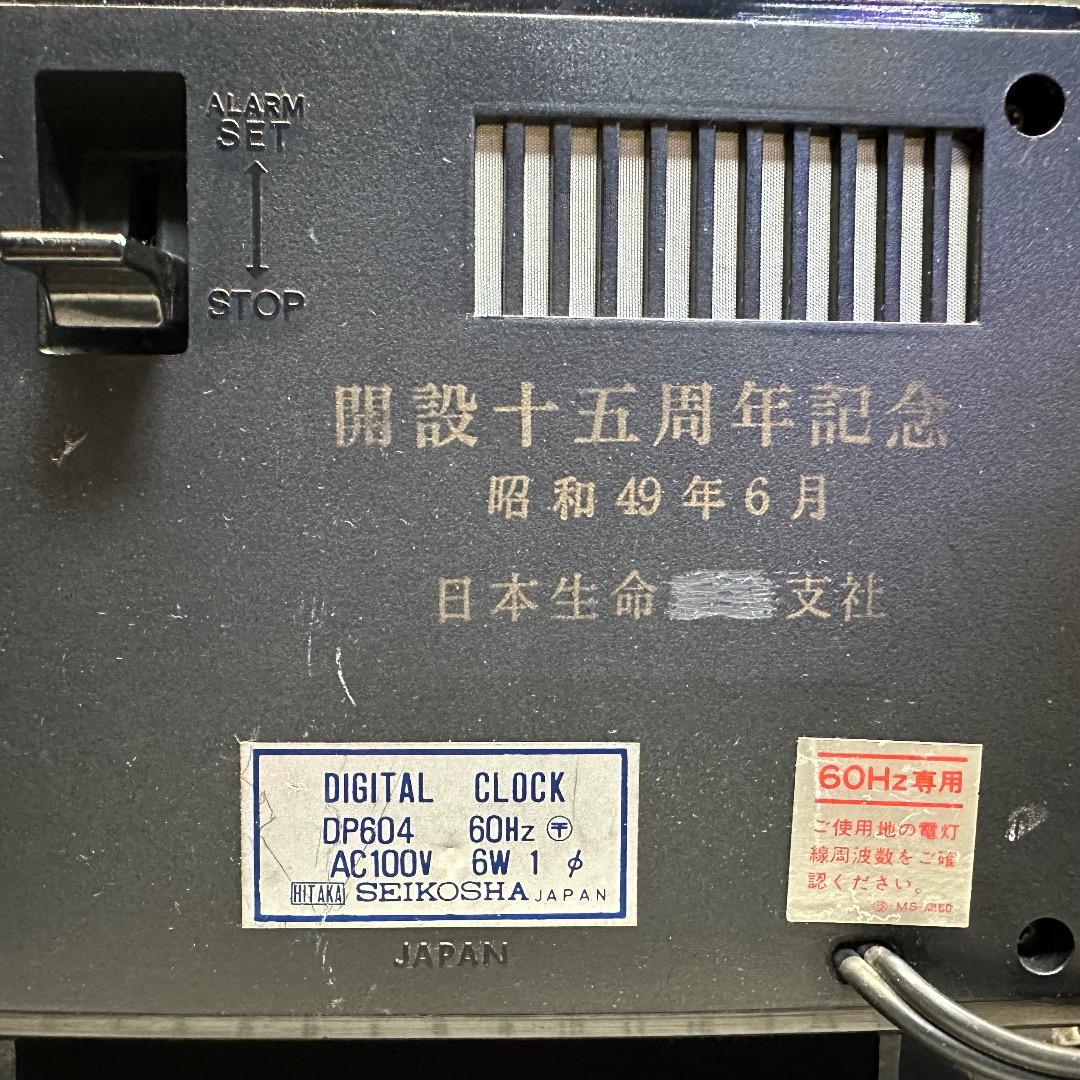 ALARM
SET
STOP
開設十五周年記念
昭和49年6月
日本生命 支社
DIGITAL CLOCK
DP604 60Hz 〶
AC100V 6W 1 φ
HITAKA SEIKOSHA JAPAN
JAPAN
60Hz専用
ご使用地の電灯
線周波数をご確
認ください。